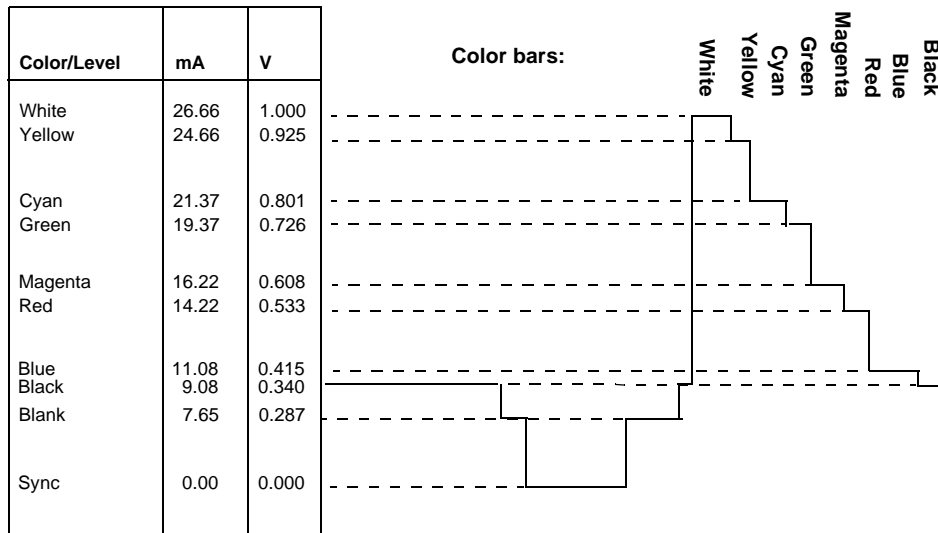 Color/Level mA V
White 26.66 1.000
Yellow 24.66 0.925
Cyan 21.37 0.801
Green 19.37 0.726
Magenta 16.22 0.608
Red 14.22 0.533
Blue 11.08 0.415
Black 9.08 0.340
Blank 7.65 0.287
Sync 0.00 0.000
Color bars:
White
Yellow
Cyan
Green
Magenta
Red
Blue
Black